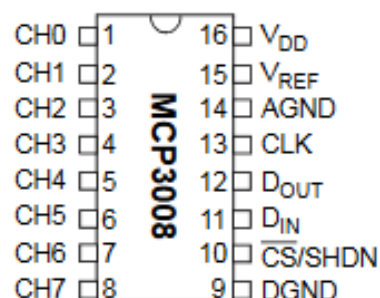 CH0 1 16 VDD
CH1 2 15 VREF
CH2 3 14 AGND
CH3 4 13 CLK
CH4 5 12 DOUT
CH5 6 11 DIN
CH6 7 10 CS/SHDN
CH7 8 9 DGND
MCP3008